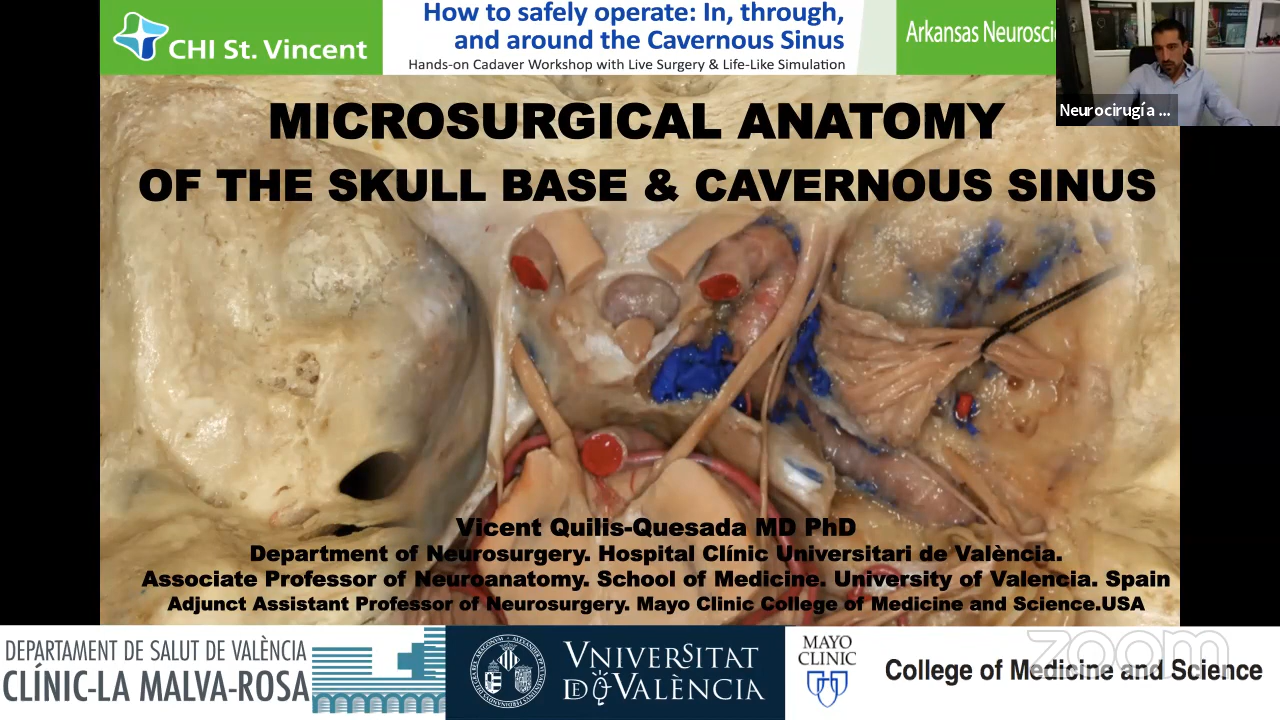 CHI St. Vincent
How to safely operate: In, through,
and around the Cavernous Sinus
Hands-on Cadaver Workshop with Live Surgery & Life-Like Simulation
Arkansas Neurosci
Neurocirugía ...
MICROSURGICAL ANATOMY
OF THE SKULL BASE & CAVERNOUS SINUS
Vicent Quilis-Quesada MD PhD
Department of Neurosurgery. Hospital Clínic Universitari de València.
Associate Professor of Neuroanatomy. School of Medicine. University of Valencia. Spain
Adjunct Assistant Professor of Neurosurgery. Mayo Clinic College of Medicine and Science.USA
DEPARTAMENT DE SALUT DE VALÈNCIA
CLÍNIC-LA MALVA-ROSA
VNIVERSITAT
DE VALÈNCIA
MAYO
CLINIC
College of Medicine and Science
zoom